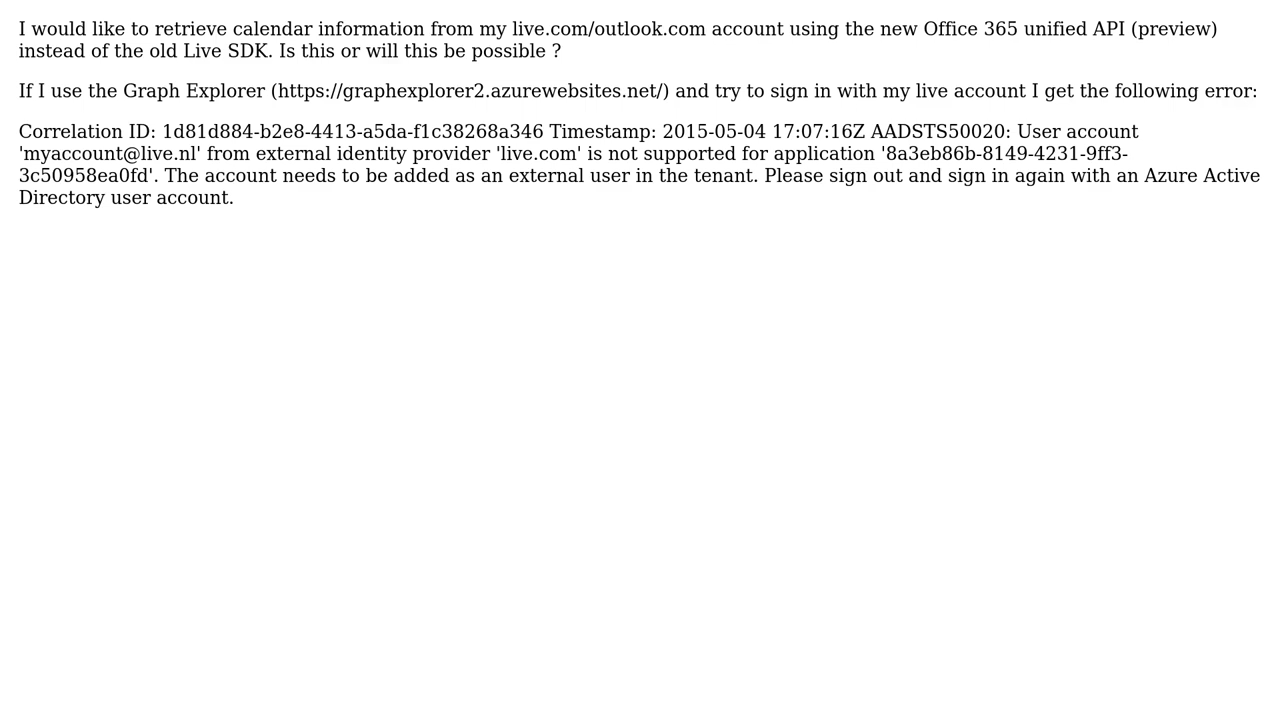 I would like to retrieve calendar information from my live.com/outlook.com account using the new Office 365 unified API (preview)
instead of the old Live SDK. Is this or will this be possible ?
If I use the Graph Explorer (https://graphexplorer2.azurewebsites.net/) and try to sign in with my live account I get the following error:
Correlation ID: 1d81d884-b2e8-4413-a5da-f1c38268a346 Timestamp: 2015-05-04 17:07:16Z AADSTS50020: User account
'myaccount@live.nl' from external identity provider 'live.com' is not supported for application '8a3eb86b-8149-4231-9ff3-
3c50958ea0fd'. The account needs to be added as an external user in the tenant. Please sign out and sign in again with an Azure Active
Directory user account.